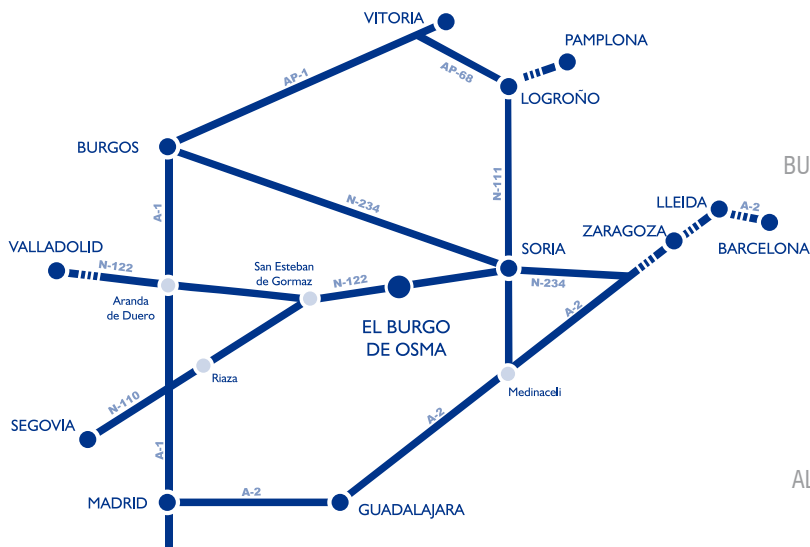 VITORIA
PAMPLONA
AP-1
AP-68
LOGROÑO
BURGOS
BU
N-111
A-1
N-234
LLEIDA
A-2
ZARAGOZA
BARCELONA
VALLADOLID
N-122
San Esteban
de Gormaz
N-122
SORIA
N-234
Aranda
de Duero
EL BURGO
DE OSMA
A-2
Riaza
Medinaceli
N-110
A-2
SEGOVIA
A-1
MADRID
A-2
GUADALAJARA
AL